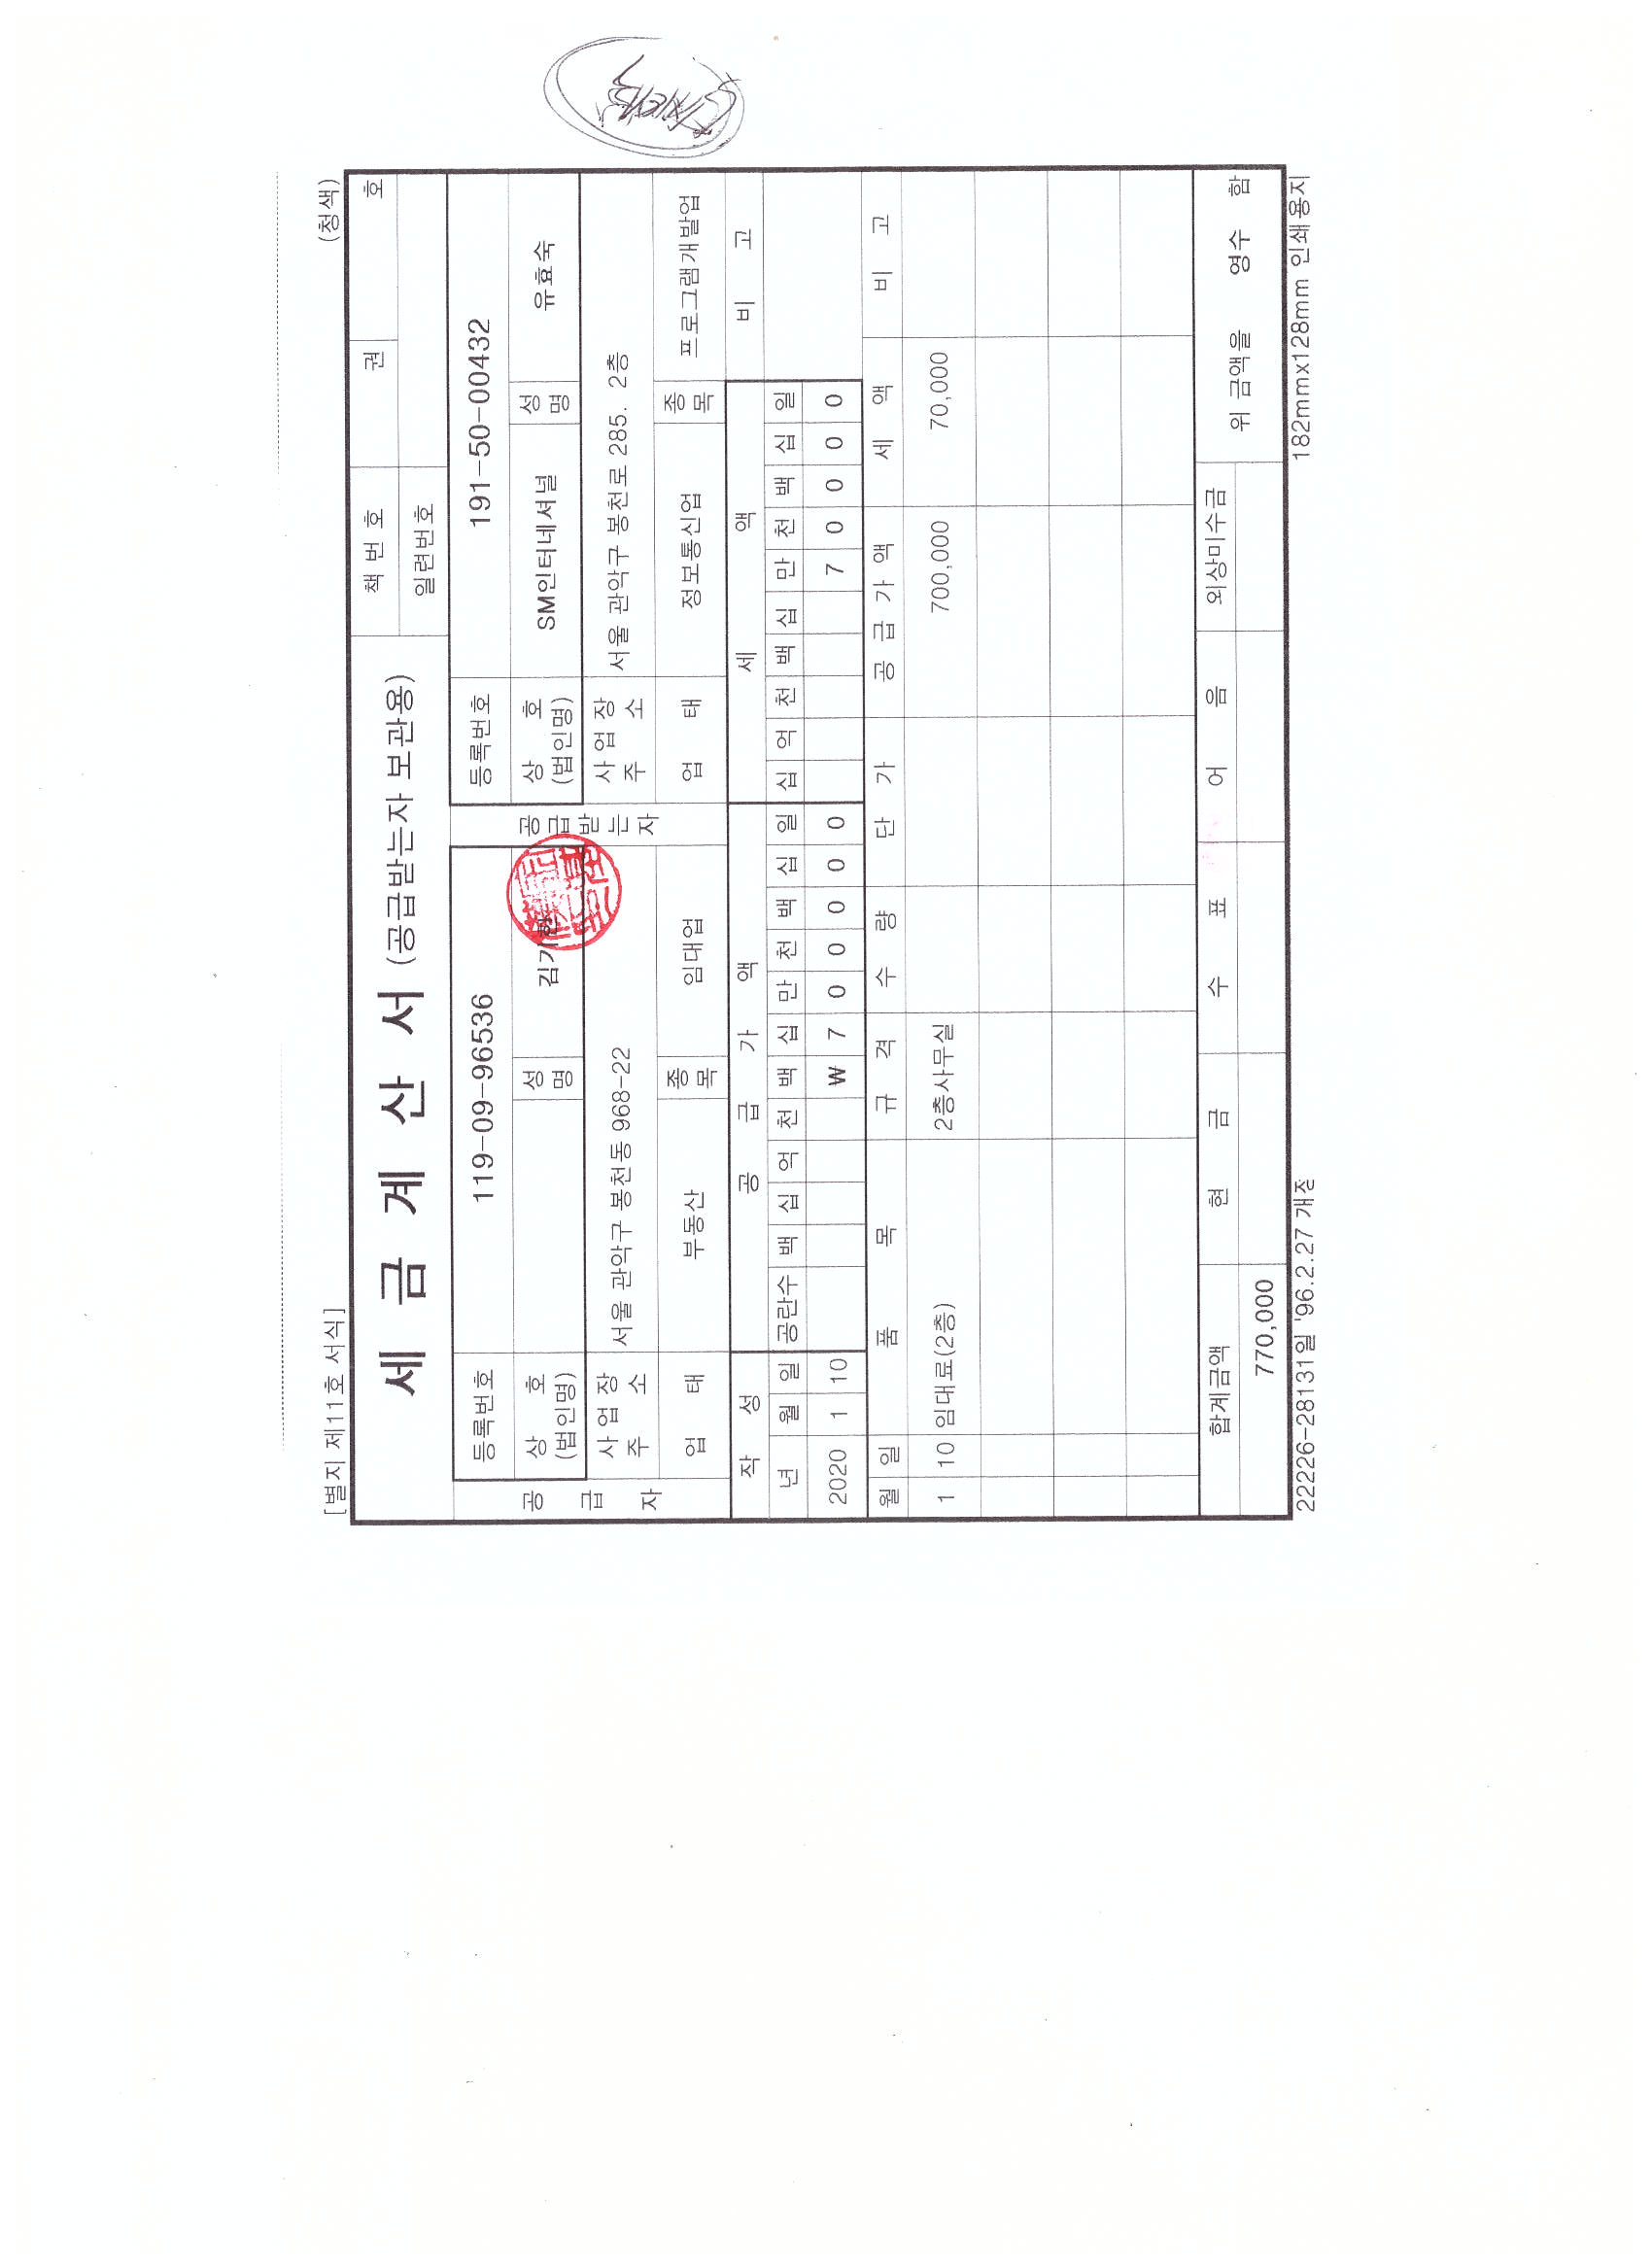 [별지 제11호 서식]
(청색)
세 금 계 산 서 (공급받는자 보관용)
책 번 호
권
호
일련번호
공 급 자
등록번호
119-09-96536
상 호
(법인명)
성명
사 업 장
주 소
서울 관악구 봉천동 968-22
업 태
부동산
종목
임대업
공급받는자
등록번호
191-50-00432
상 호
(법인명)
SM인터네셔널
성명
유효숙
사 업 장
주 소
서울 관악구 봉천로 285. 2층
업 태
정보통신업
종목
프로그램개발업
작 성
공 급 가 액
세 액
비 고
년 월 일 공란수 백 십 억 천 백 십 만 천 백 십 일 십 억 천 백 십 만 천 백 십 일
2020 1 10 ₩ 7 0 0 0 0 0 7 0 0 0 0
월 일 품 목 규 격 수 량 단 가 공 급 가 액 세 액 비 고
1 10 임대료(2층) 2층사무실 700,000 70,000
합계금액 현 금 수 표 어 음 외상미수금 위 금액을 영수 함
770,000
22226-28131일 '96.2.27 개정
182mmx128mm 인쇄용지